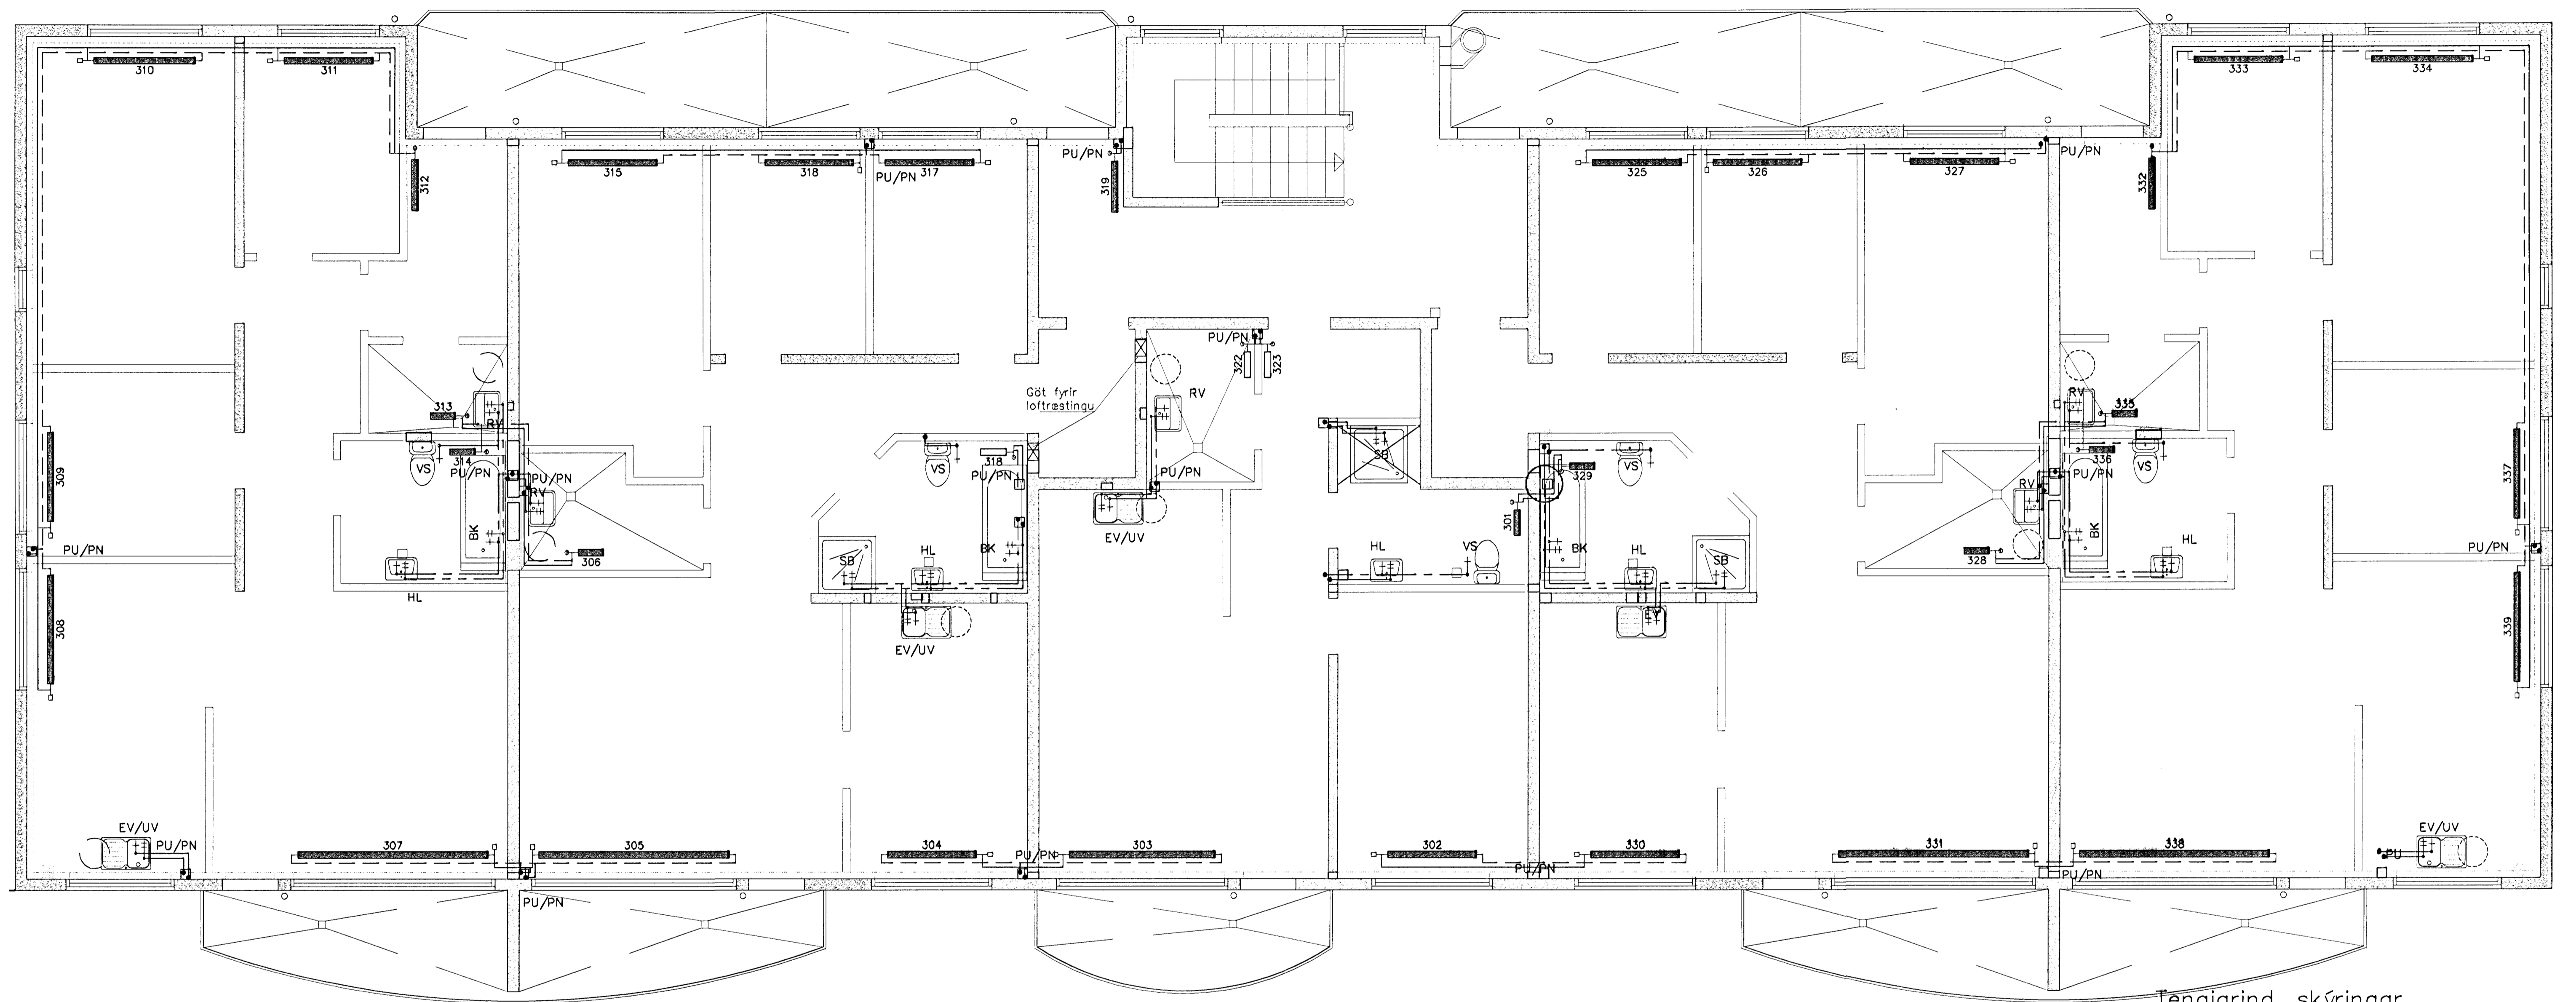 310
311
333
334
PU/PN
PU/PN
312
315
318
PU/PN
317
319
325
326
327
332
PU/PN
322
323
Göt fyrir
loftræstingu
RV
313
RV
RV
335
309
VS
314
PU/PN
PU/PN
RV
VS
318
PU/PN
PU/PN
SB
329
VS
336
PU/PN
VS
RV
337
301
BK
EV/UV
BK
PU/PN
306
SB
HL
BK
HL
VS
BK
HL
SB
328
HL
PU/PN
HL
308
EV/UV
339
EV/UV
PU/PN
307
305
304
PU/PN
303
302
330
PU/PN
331
338
PU/PN
EV/UV
PU
PU/PN
Tengigrind, skýringar